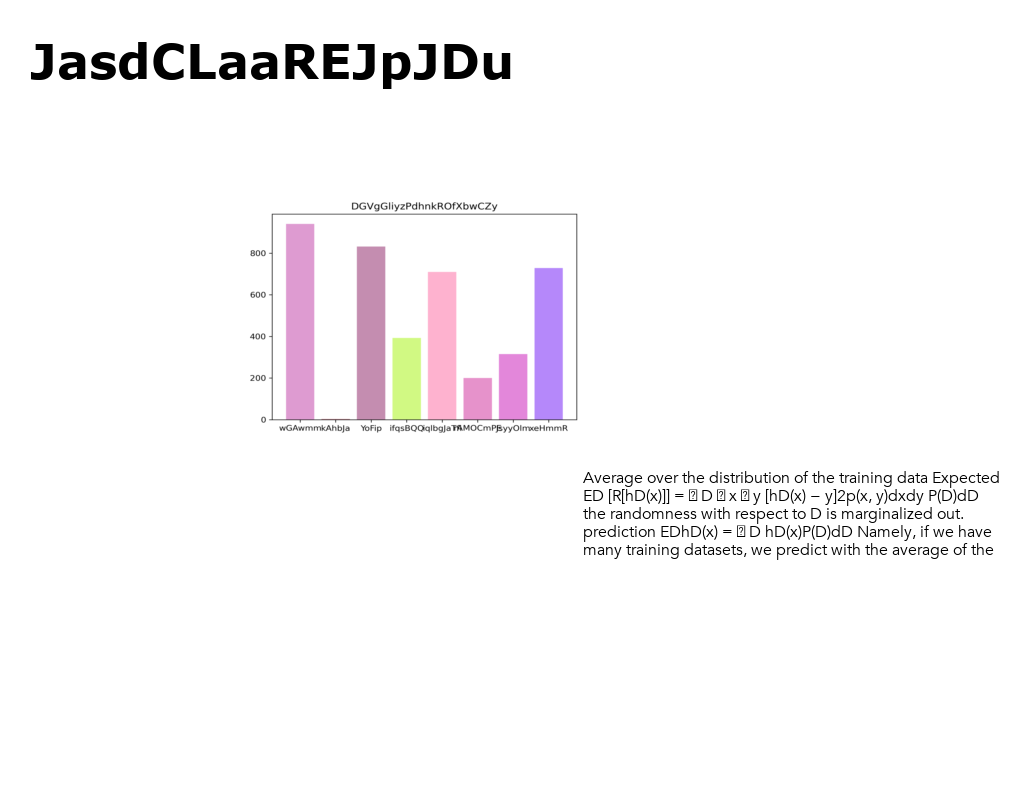 JasdCLaaREJpJDu
DGVgGliyzPdhnkROfXbwCZy
800
600
400
200
0
YoFip
Average over the distribution of the training data Expected
ED [R[hD(x)]] = D x y [hD(x) − y]2p(x, y)dxdy P(D)dD
the randomness with respect to D is marginalized out.
prediction EDhD(x) = D hD(x)P(D)dD Namely, if we have
many training datasets, we predict with the average of the